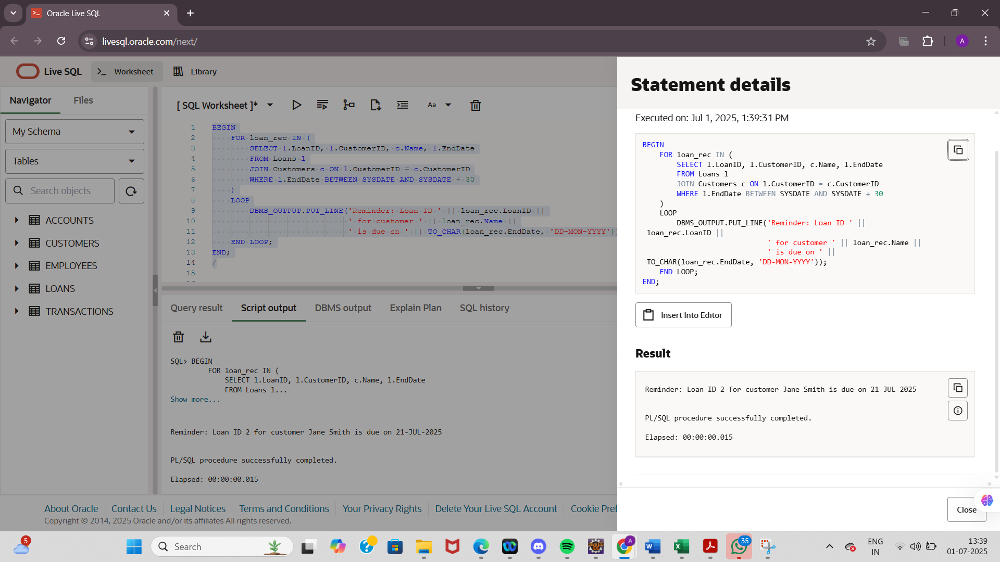 Oracle Live SQL
livesql.oracle.com/next/
A
Live SQL
Worksheet
Library
Navigator
Files
My Schema
Tables
Search objects
ACCOUNTS
CUSTOMERS
EMPLOYEES
LOANS
TRANSACTIONS
[ SQL Worksheet ]*
Aa
1 BEGIN
2 FOR loan_rec IN (
3 SELECT l.LoanID, l.CustomerID, c.Name, l.EndDate
4 FROM Loans l
5 JOIN Customers c ON l.CustomerID = c.CustomerID
6 WHERE l.EndDate BETWEEN SYSDATE AND SYSDATE + 30
7 )
8 LOOP
9 DBMS_OUTPUT.PUT_LINE('Reminder: Loan ID ' || loan_rec.LoanID ||
10 ' for customer ' || loan_rec.Name ||
11 ' is due on ' || TO_CHAR(loan_rec.EndDate, 'DD-MON-YYYY'))
12 END LOOP;
13 END;
14 /
15
Query result
Script output
DBMS output
Explain Plan
SQL history
SQL> BEGIN
FOR loan_rec IN (
SELECT l.LoanID, l.CustomerID, c.Name, l.EndDate
FROM Loans l...
Show more...
Reminder: Loan ID 2 for customer Jane Smith is due on 21-JUL-2025
PL/SQL procedure successfully completed.
Elapsed: 00:00:00.015
About Oracle
Contact Us
Legal Notices
Terms and Conditions
Your Privacy Rights
Delete Your Live SQL Account
Cookie Pref
Copyright © 2014, 2025 Oracle and/or its affiliates All rights reserved.
Statement details
Executed on: Jul 1, 2025, 1:39:31 PM
BEGIN
FOR loan_rec IN (
SELECT l.LoanID, l.CustomerID, c.Name, l.EndDate
FROM Loans l
JOIN Customers c ON l.CustomerID = c.CustomerID
WHERE l.EndDate BETWEEN SYSDATE AND SYSDATE + 30
)
LOOP
DBMS_OUTPUT.PUT_LINE('Reminder: Loan ID ' ||
loan_rec.LoanID ||
' for customer ' || loan_rec.Name ||
' is due on ' ||
TO_CHAR(loan_rec.EndDate, 'DD-MON-YYYY'));
END LOOP;
END;
Insert Into Editor
Result
Reminder: Loan ID 2 for customer Jane Smith is due on 21-JUL-2025
PL/SQL procedure successfully completed.
Elapsed: 00:00:00.015
Close
5
Search
Java EE
IDE
A
35
ENG
IN
13:39
01-07-2025